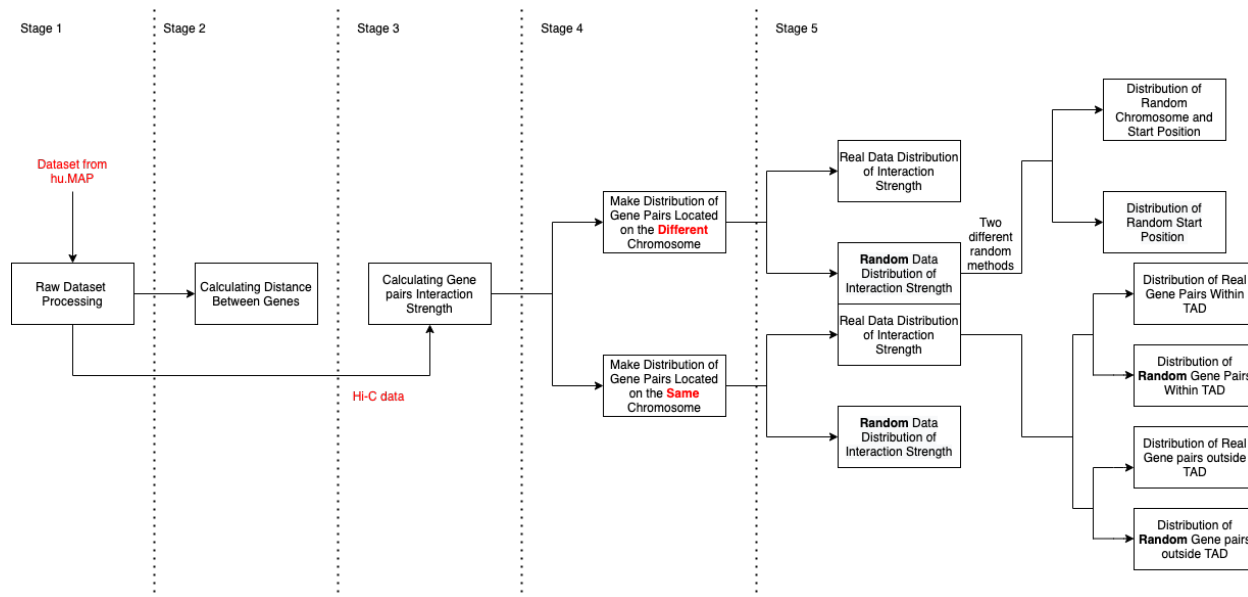 Stage 1
Stage 2
Stage 3
Stage 4
Stage 5
Dataset from
hu.MAP
Raw Dataset
Processing
Calculating Distance
Between Genes
Calculating Gene
pairs Interaction
Strength
Hi-C data
Make Distribution of
Gene Pairs Located
on the Different
Chromosome
Make Distribution of
Gene Pairs Located
on the Same
Chromosome
Real Data Distribution
of Interaction
Strength
Random Data
Distribution of
Interaction Strength
Real Data Distribution
of Interaction
Strength
Random Data
Distribution of
Interaction Strength
Two
different
random
methods
Distribution of
Random
Chromosome and
Start Position
Distribution of
Random Start
Position
Distribution of Real
Gene Pairs Within
TAD
Distribution of
Random Gene Pairs
Within TAD
Distribution of Real
Gene pairs outside
TAD
Distribution of
Random Gene pairs
outside TAD